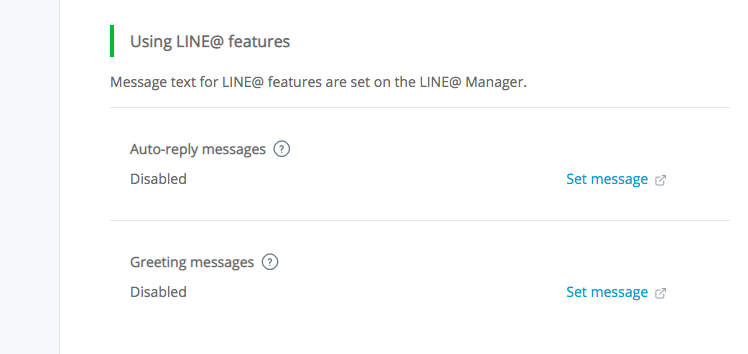 Using LINE@ features
Message text for LINE@ features are set on the LINE@ Manager.
Auto-reply messages ?
Disabled
Set message
Greeting messages ?
Disabled
Set message